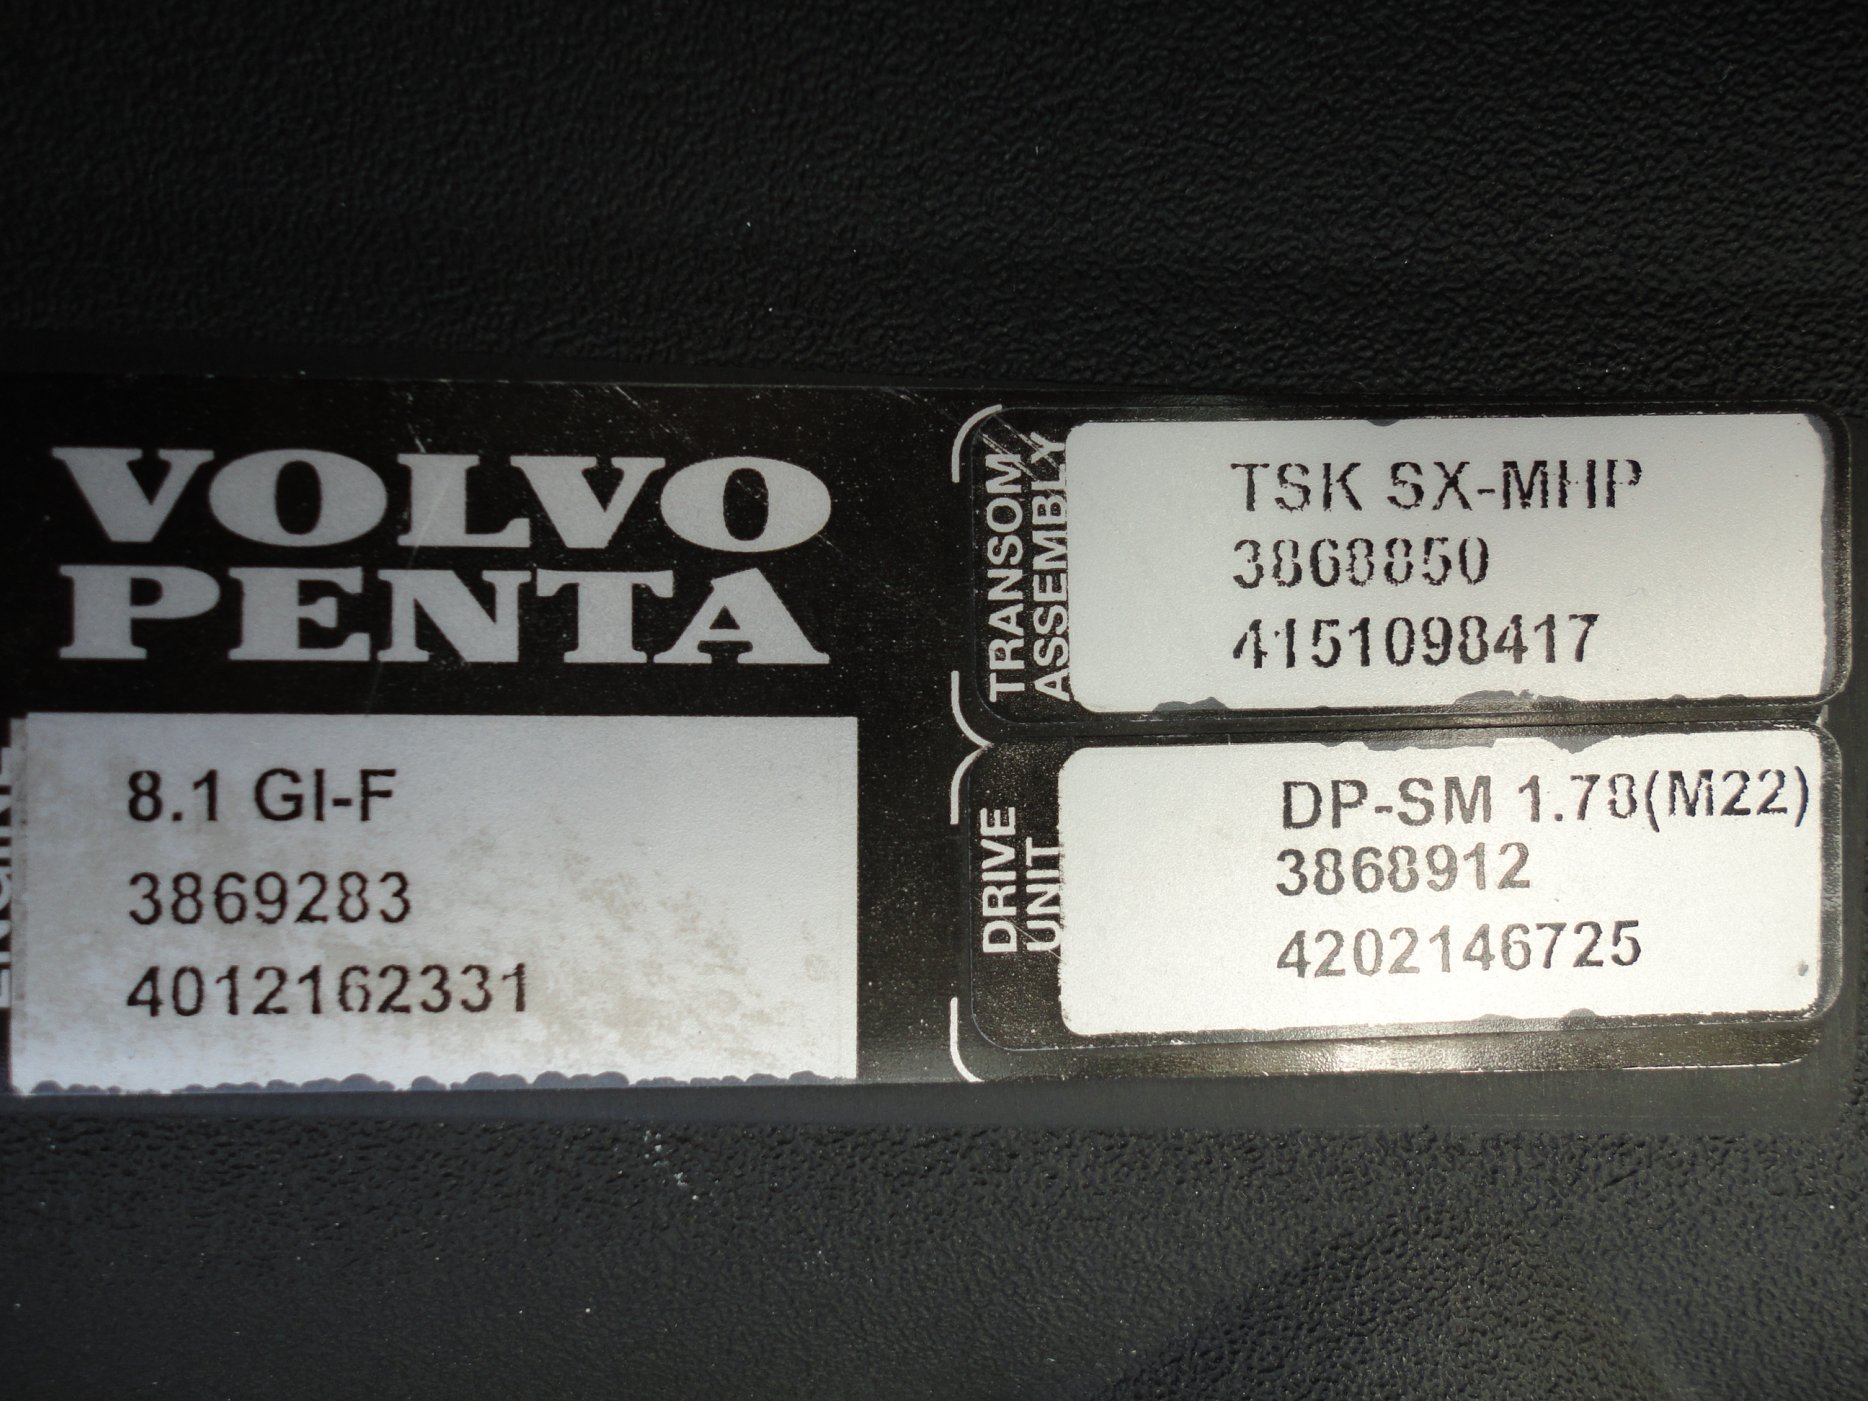 VOLVO
PENTA
ENGINE
8.1 GI-F
3869283
4012162331
TRANSOM
ASSEMBLY
TSK SX-MHP
3868850
4151098417
DRIVE
UNIT
DP-SM 1.78(M22)
3868912
4202146725